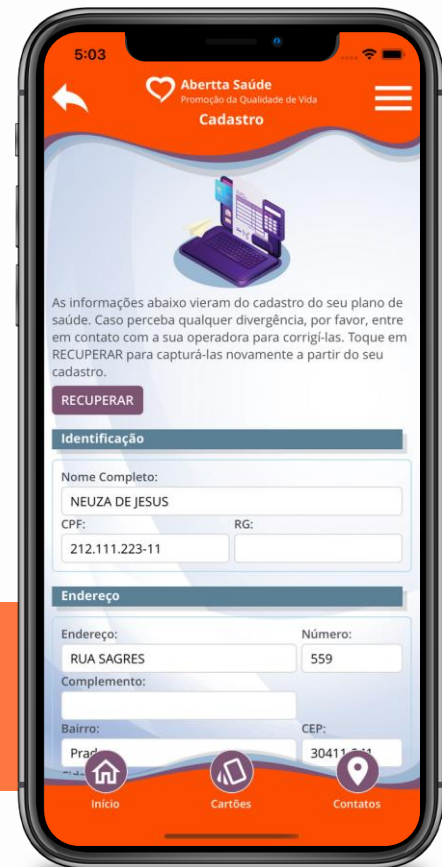 5:03
Abertta Saúde
Promoção da Qualidade de Vida
Cadastro
As informações abaixo vieram do cadastro do seu plano de
saúde. Caso perceba qualquer divergência, por favor, entre
em contato com a sua operadora para corrigí-las. Toque em
RECUPERAR para capturá-las novamente a partir do seu
cadastro.
RECUPERAR
Identificação
Nome Completo:
NEUZA DE JESUS
CPF: RG:
212.111.223-11
Endereço
Endereço: Número:
RUA SAGRES 559
Complemento:
Bairro: CEP:
Início Cartões Contatos